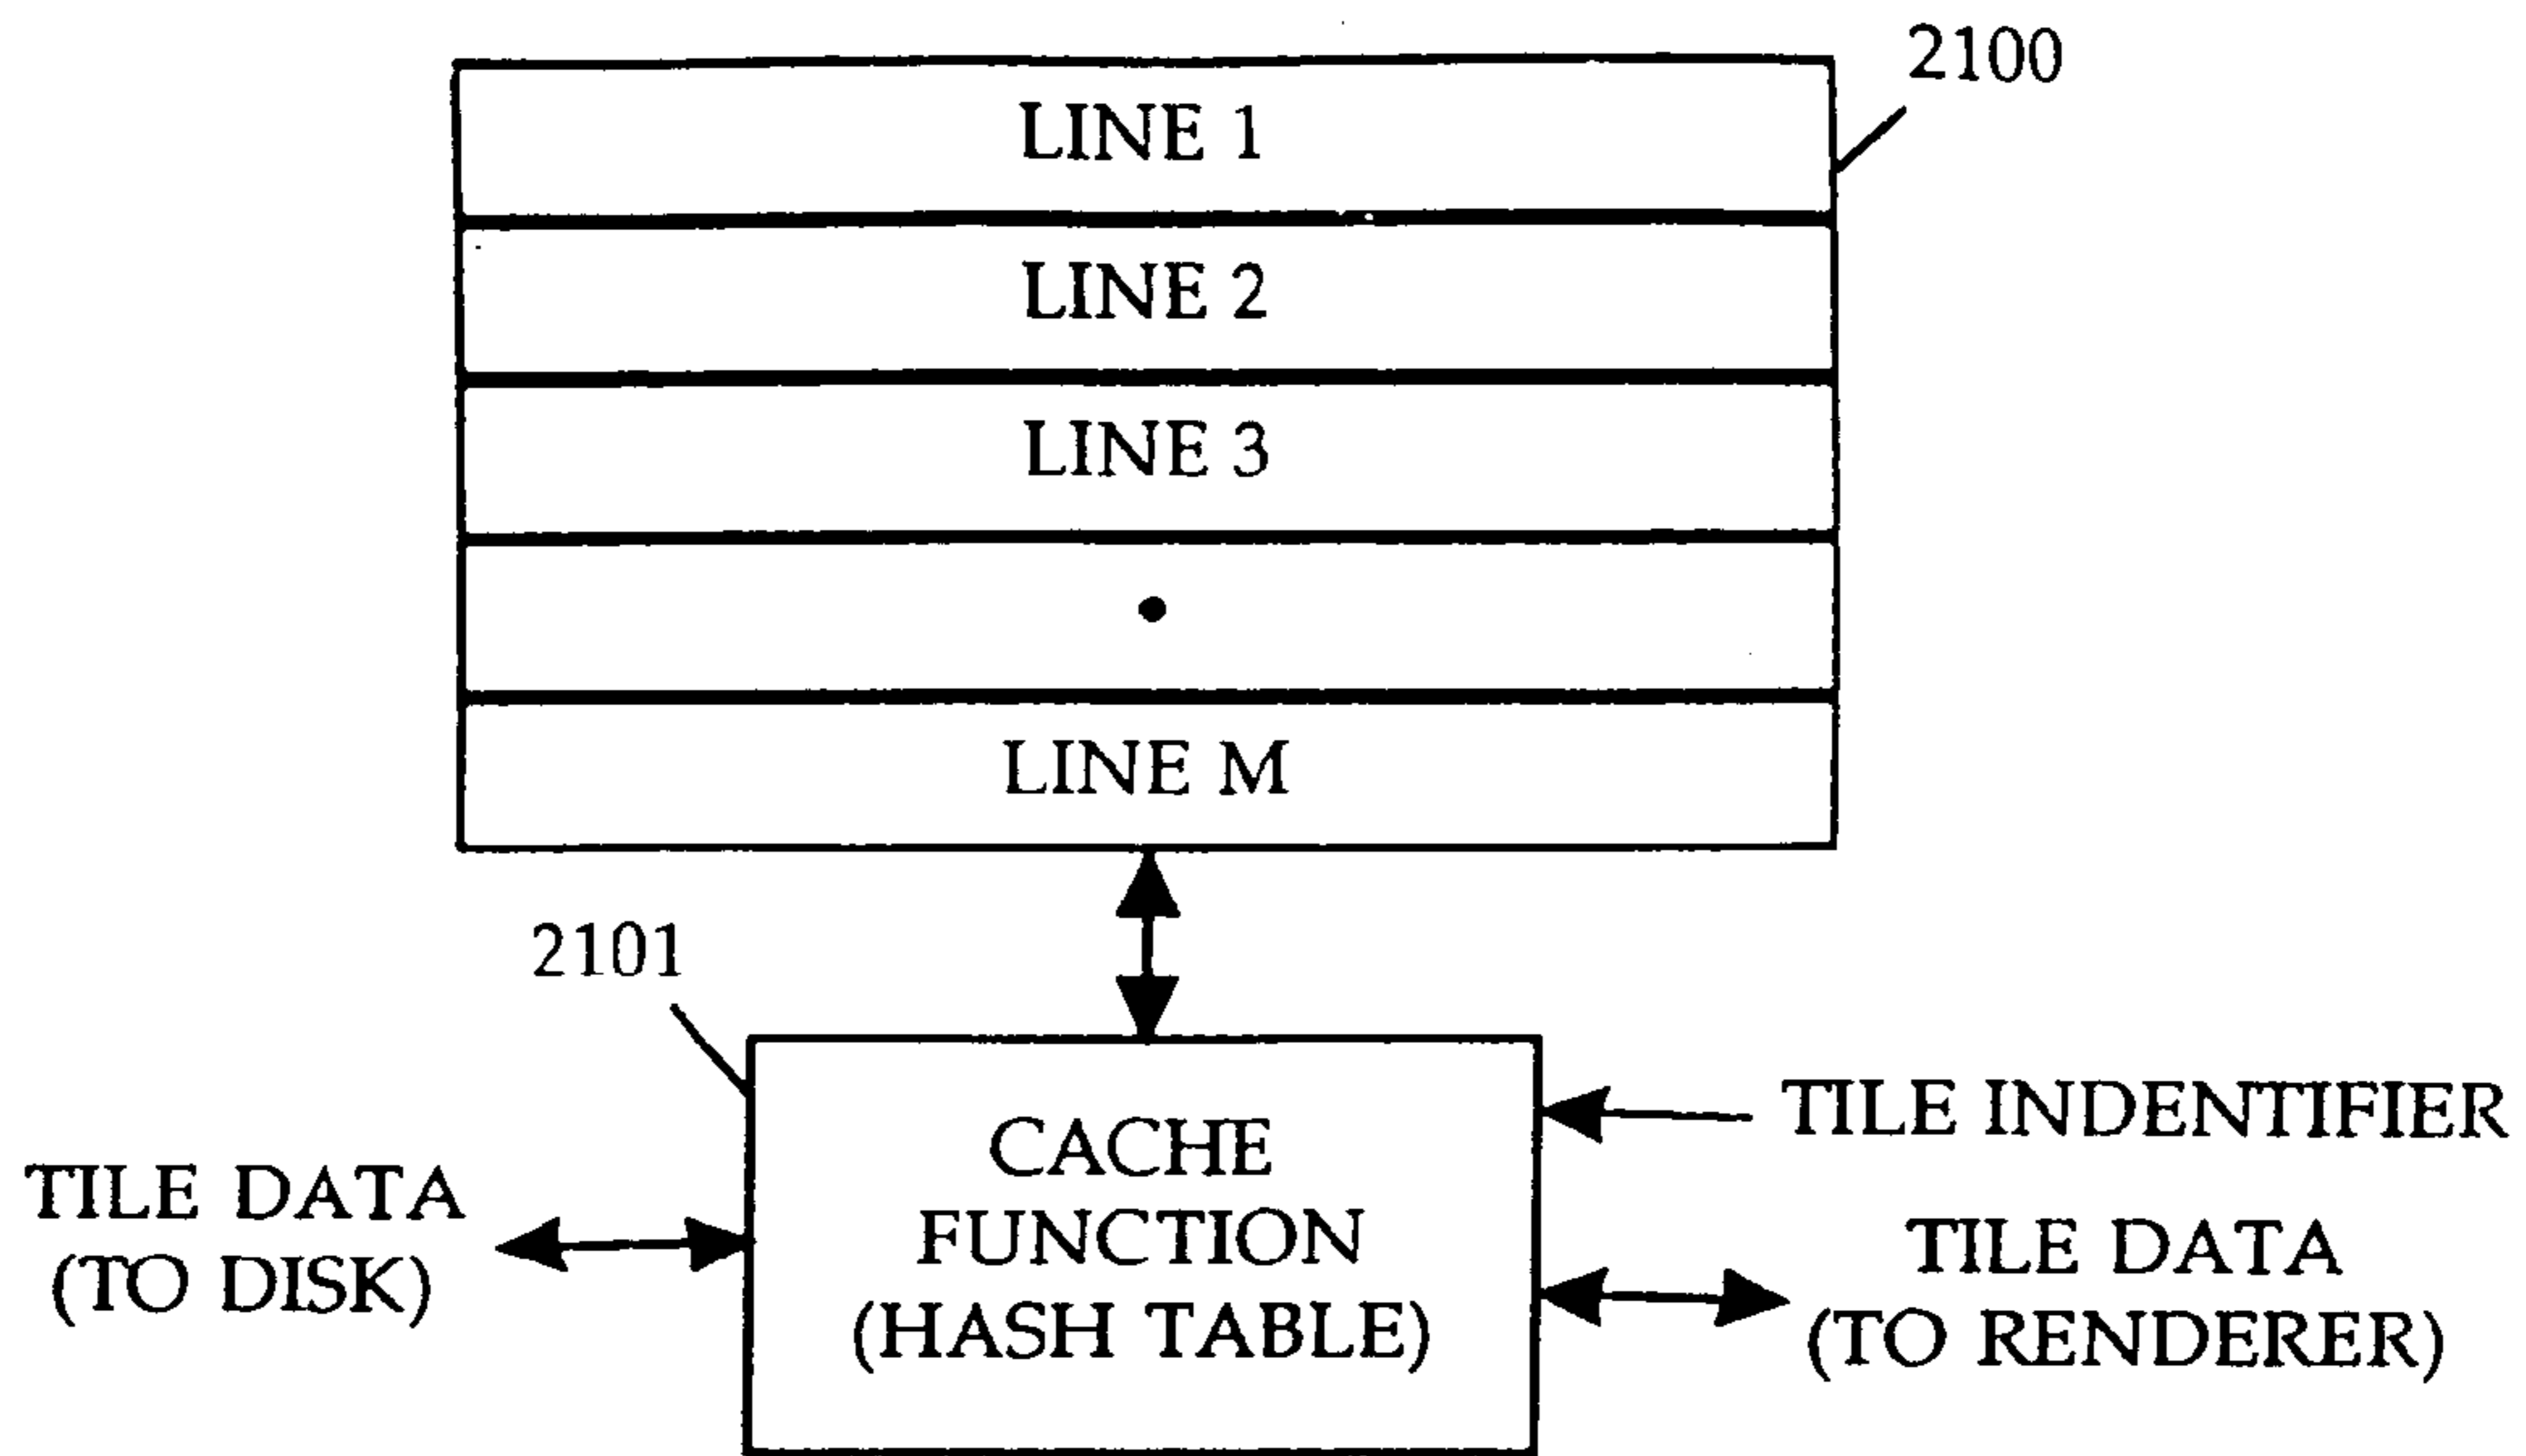 2100
LINE 1
LINE 2
LINE 3
•
LINE M
2101
CACHE
FUNCTION
(HASH TABLE)
TILE DATA
(TO DISK)
TILE INDENTIFIER
TILE DATA
(TO RENDERER)